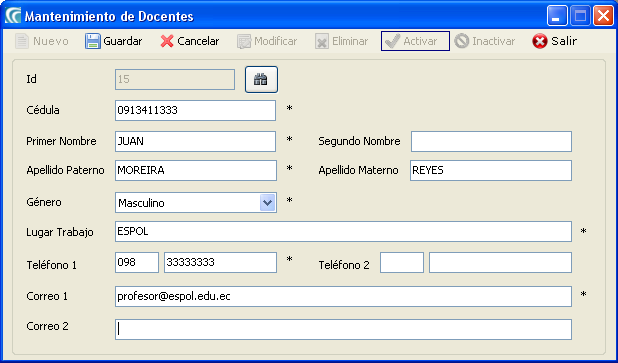 Mantenimiento de Docentes
Nuevo Guardar Cancelar Modificar Eliminar Activar Inactivar Salir
Id 15
Cédula 0913411333 *
Primer Nombre JUAN * Segundo Nombre
Apellido Paterno MOREIRA * Apellido Materno REYES
Género Masculino *
Lugar Trabajo ESPOL *
Teléfono 1 098 33333333 * Teléfono 2
Correo 1 profesor@espol.edu.ec *
Correo 2